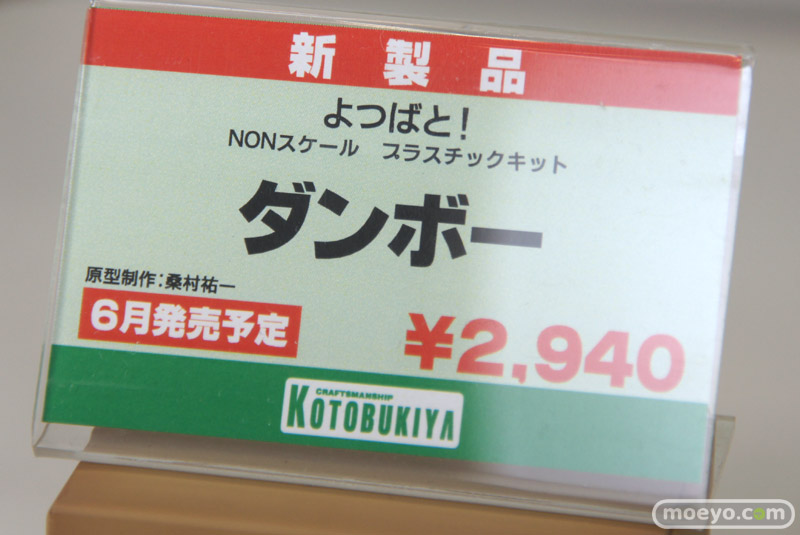 新製品
よつばと!
NONスケール プラスチックキット
ダンボー
原型制作:桑村祐一
6月発売予定
¥2,940
CRAFTSMANSHIP
KOTOBUKIYA
moeyo.com